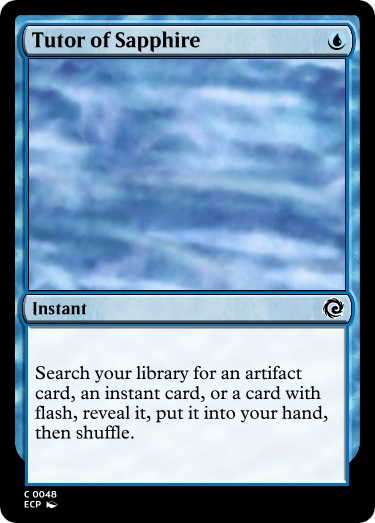 Tutor of Sapphire
Instant
Search your library for an artifact
card, an instant card, or a card with
flash, reveal it, put it into your hand,
then shuffle.
C 0048
ECP